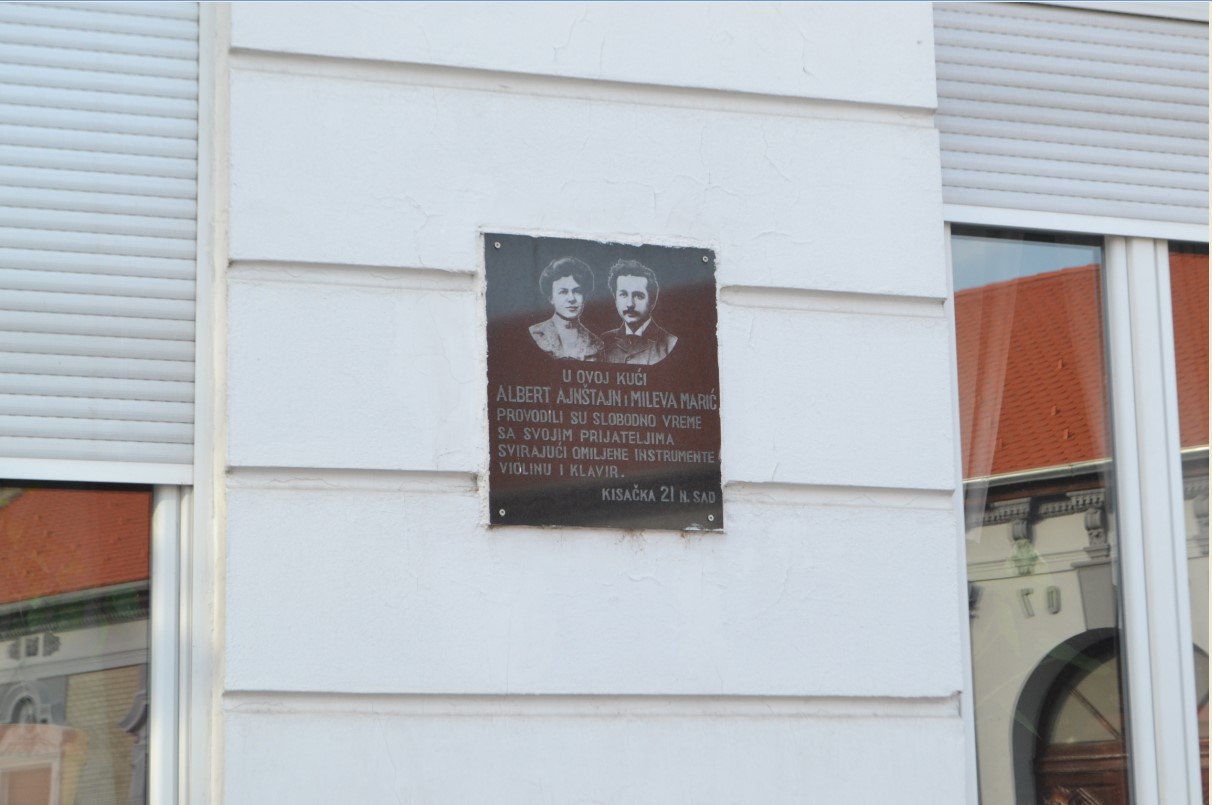 U OVOJ KUĆI
ALBERT AJNŠTAJN I MILEVA MARIĆ
PROVODILI SU SLOBODNO VREME
SA SVOJIM PRIJATELJIMA
SVIRAJUĆI OMILJENE INSTRUMENTE
VIOLINU I KLAVIR.
KISAČKA 21 N. SAD